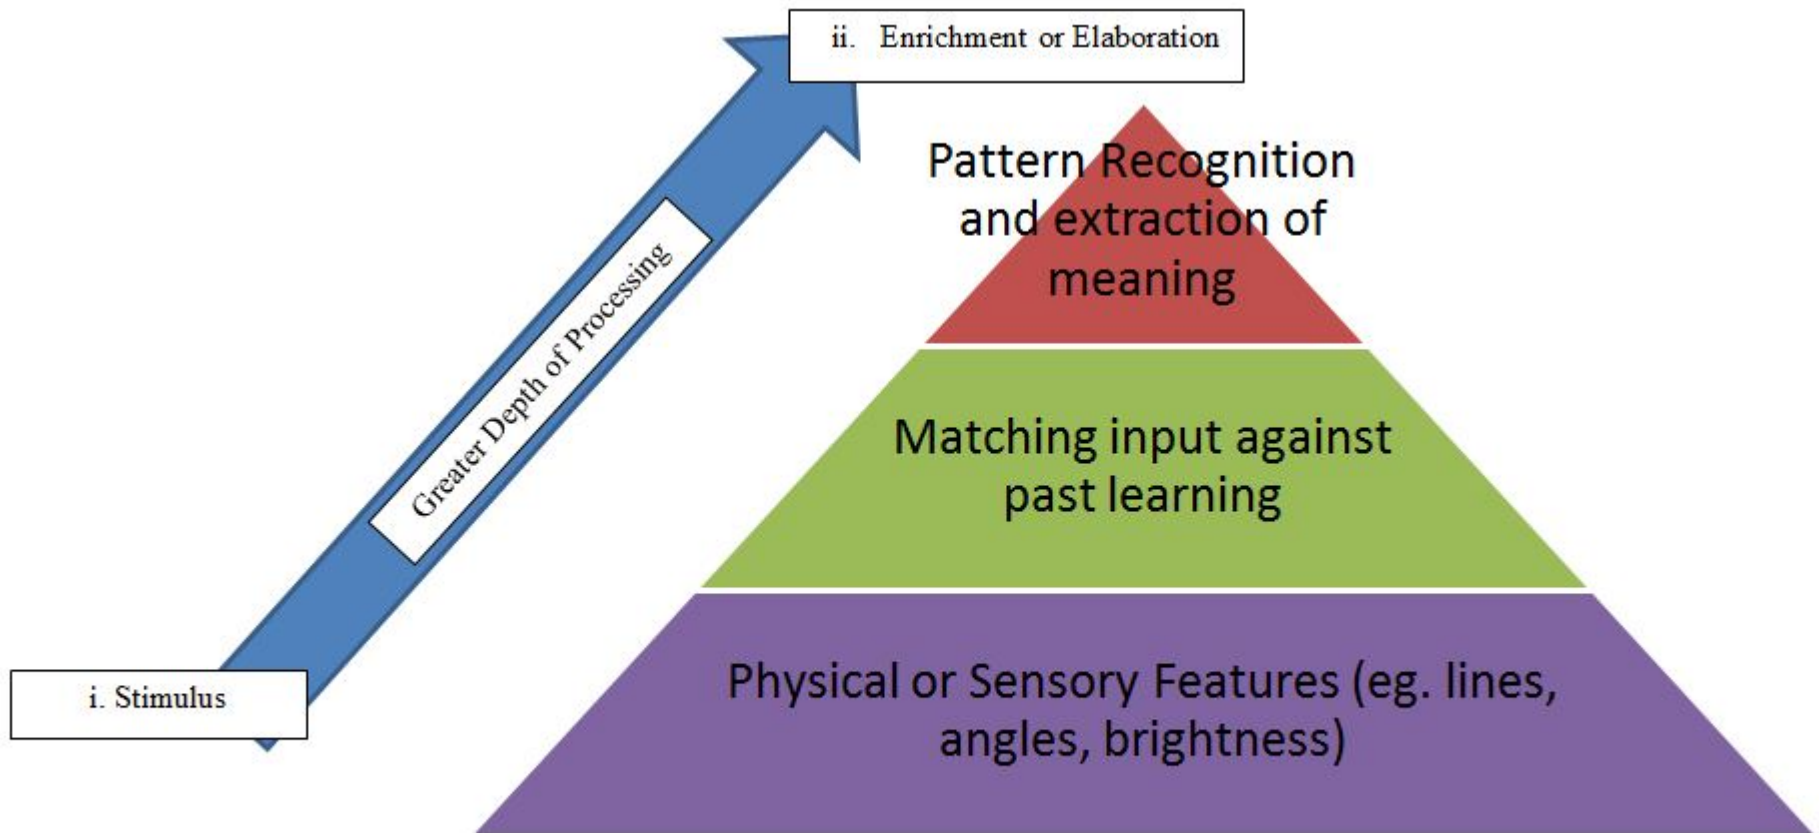 ii. Enrichment or Elaboration
Pattern Recognition
and extraction of
meaning
Greater Depth of Processing
Matching input against
past learning
i. Stimulus
Physical or Sensory Features (eg. lines,
angles, brightness)